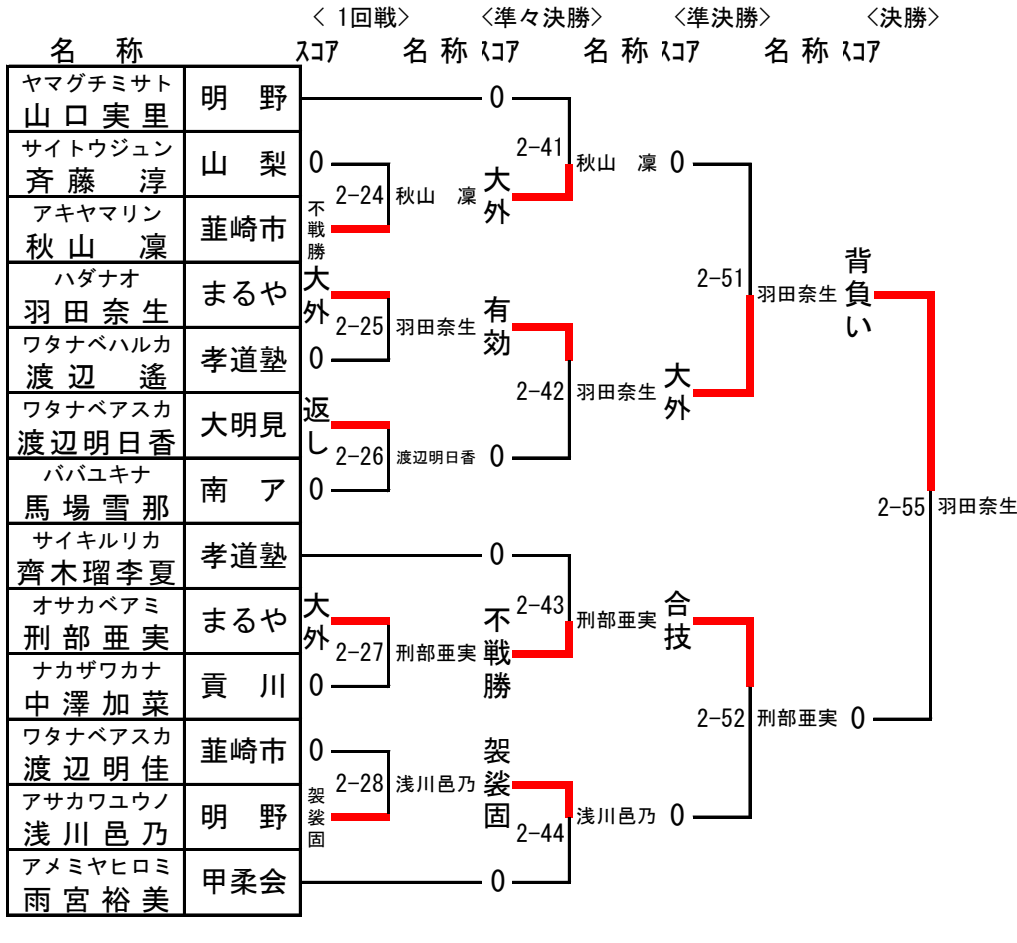 < 1回戦> <準々決勝> <準決勝> <決勝>
名 称 スコア 名 称 スコア 名 称 スコア 名 称 スコア
ヤマグチミサト
山口実里 明 野 0
2-41 秋山 凜 0
サイトウジュン
斉藤 淳 山 梨 0
2-24 秋山 凜 大外
アキヤマリン
秋山 凜 韮崎市 不戦勝
2-51 羽田奈生 背負い
ハダナオ
羽田奈生 まるや 大外
2-25 羽田奈生 有効
ワタナベハルカ
渡辺 遙 孝道塾 0
2-42 羽田奈生 大外
ワタナベアスカ
渡辺明日香 大明見 返し
2-26 渡辺明日香 0
ババユキナ
馬場雪那 南 ア 0
2-55 羽田奈生
サイキルリカ
齊木瑠李夏 孝道塾 0
2-43 刑部亜実 合技
オサカベアミ
刑部亜実 まるや 大外
2-27 刑部亜実 不戦勝
ナカザワカナ
中澤加菜 貢 川 0
2-52 刑部亜実 0
ワタナベアスカ
渡辺明佳 韮崎市 0
2-28 浅川邑乃 袈裟固
アサカワユウノ
浅川邑乃 明 野 袈裟固
2-44 浅川邑乃 0
アメミヤヒロミ
雨宮裕美 甲柔会 0